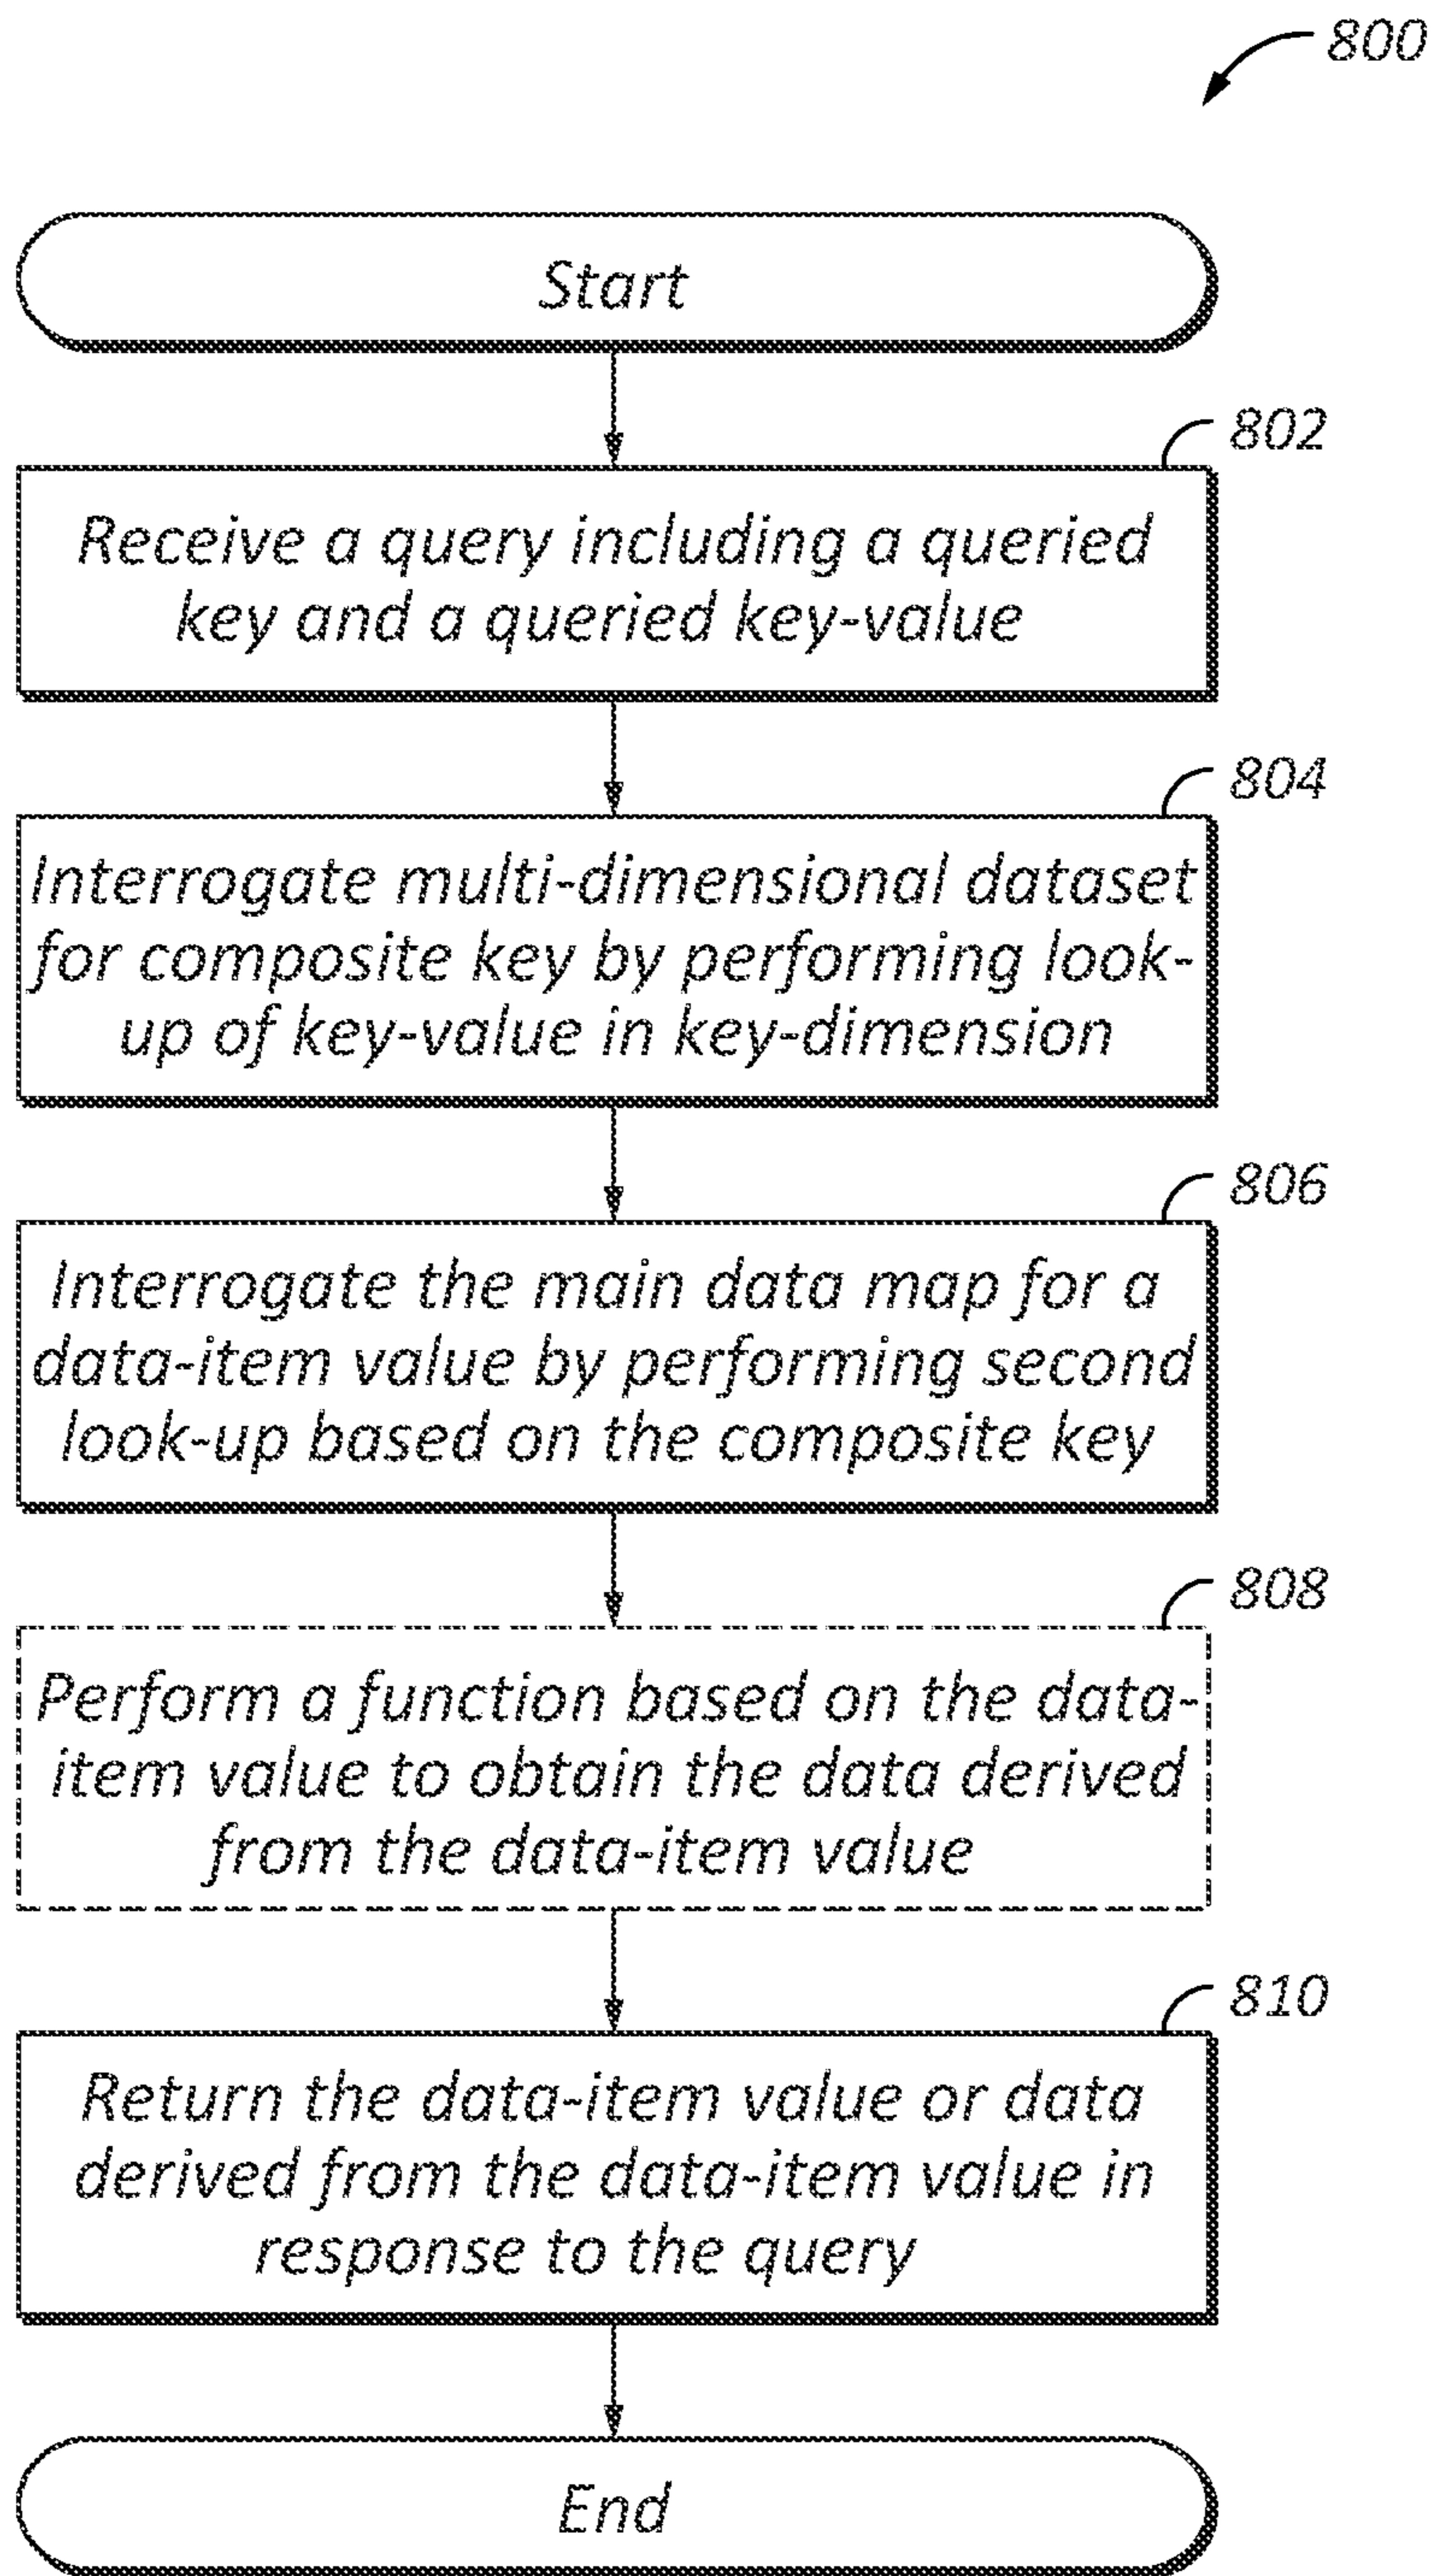 800
Start
802
Receive a query including a queried
key and a queried key-value
804
Interrogate multi-dimensional dataset
for composite key by performing look-
up of key-value in key-dimension
806
Interrogate the main data map for a
data-item value by performing second
look-up based on the composite key
808
Perform a function based on the data-
item value to obtain the data derived
from the data-item value
810
Return the data-item value or data
derived from the data-item value in
response to the query
End